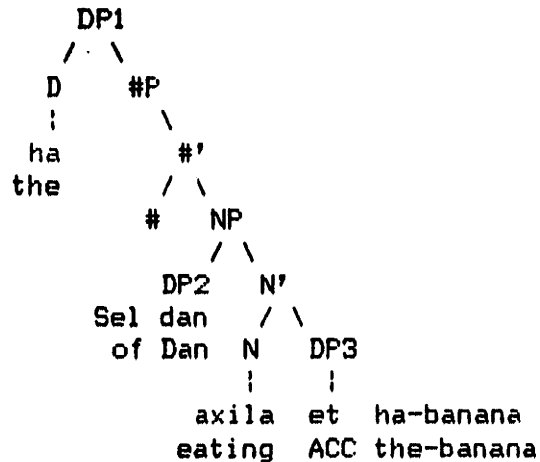 DP1
D #P
ha #'
the
# NP
DP2 N'
Sel dan
of Dan N DP3
axila et ha-banana
eating ACC the-banana